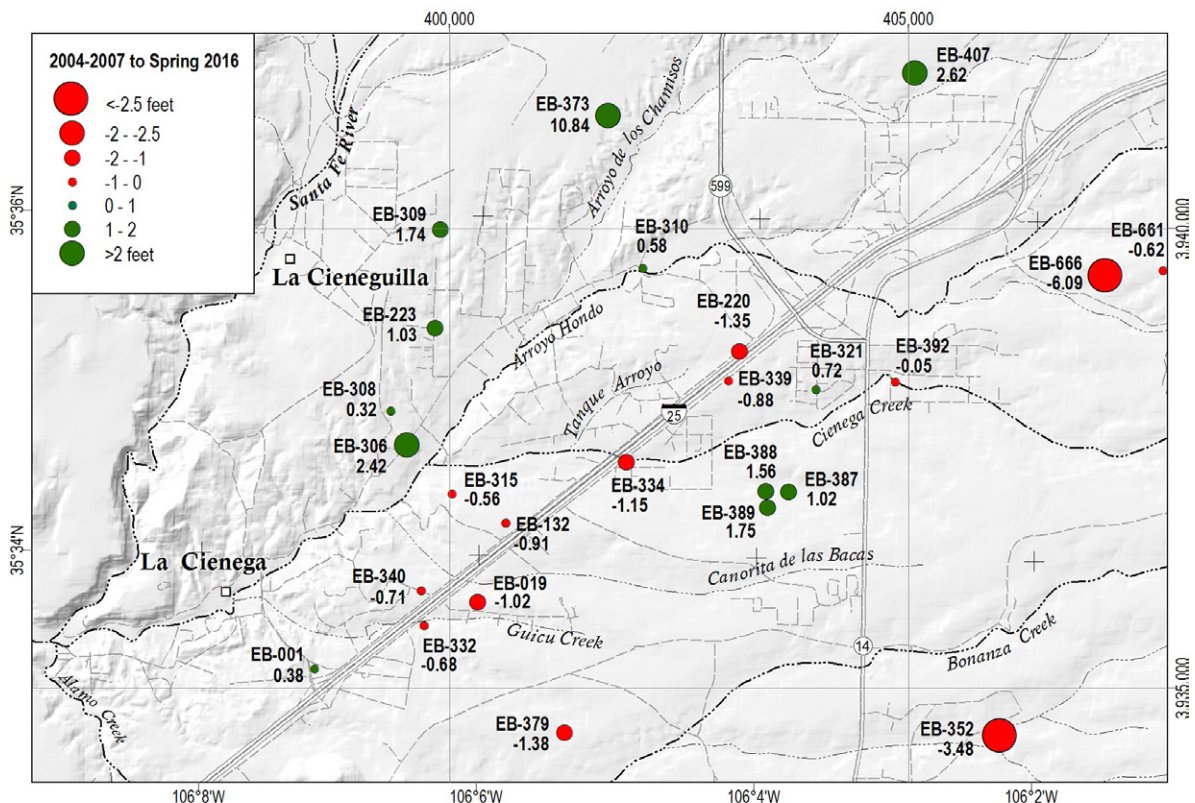 400,000
405,000
2004-2007 to Spring 2016
<-2.5 feet
-2 - -2.5
-2 - -1
-1 - 0
0 - 1
1 - 2
>2 feet
EB-407
2.62
EB-373
10.84
Arroyo de los Chamisos
Santa Fe River
599
35°36'N
EB-309
1.74
EB-310
0.58
3,940,000
EB-661
-0.62
EB-666
-6.09
La Cieneguilla
EB-223
1.03
Arroyo Hondo
EB-220
-1.35
EB-321
0.72
EB-392
-0.05
EB-339
-0.88
Tanque Arroyo
25
Cienega Creek
EB-308
0.32
EB-306
2.42
EB-315
-0.56
EB-334
-1.15
EB-388
1.56
EB-387
1.02
EB-389
1.75
EB-132
-0.91
35°34'N
La Cienega
Canorita de las Bacas
EB-340
-0.71
EB-019
-1.02
Guicu Creek
EB-332
-0.68
14
Bonanza Creek
EB-001
0.38
Alamo Creek
3,935,000
EB-379
-1.38
EB-352
-3.48
106°8'W
106°6'W
106°4'W
106°2'W